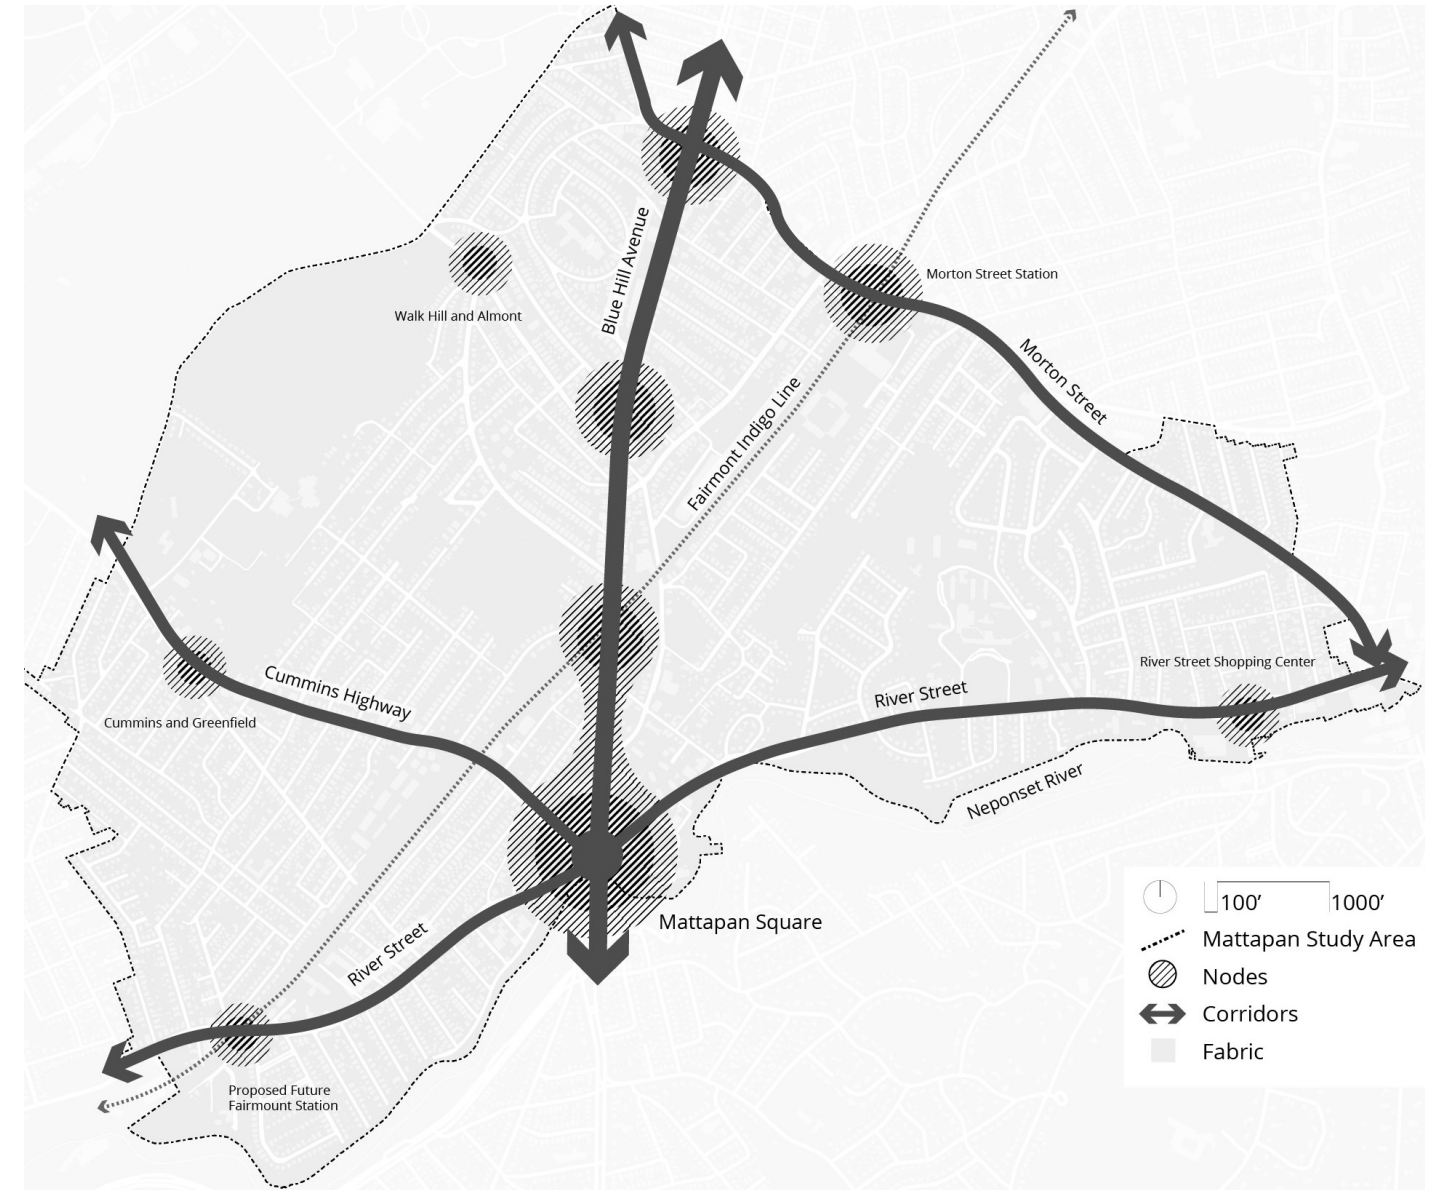 Blue Hill Avenue
Morton Street Station
Walk Hill and Almont
Morton Street
Fairmont Indigo Line
River Street Shopping Center
Cummins Highway
River Street
Cummins and Greenfield
Neponset River
Mattapan Square
River Street
Proposed Future
Fairmount Station
100’ 1000’
Mattapan Study Area
Nodes
Corridors
Fabric